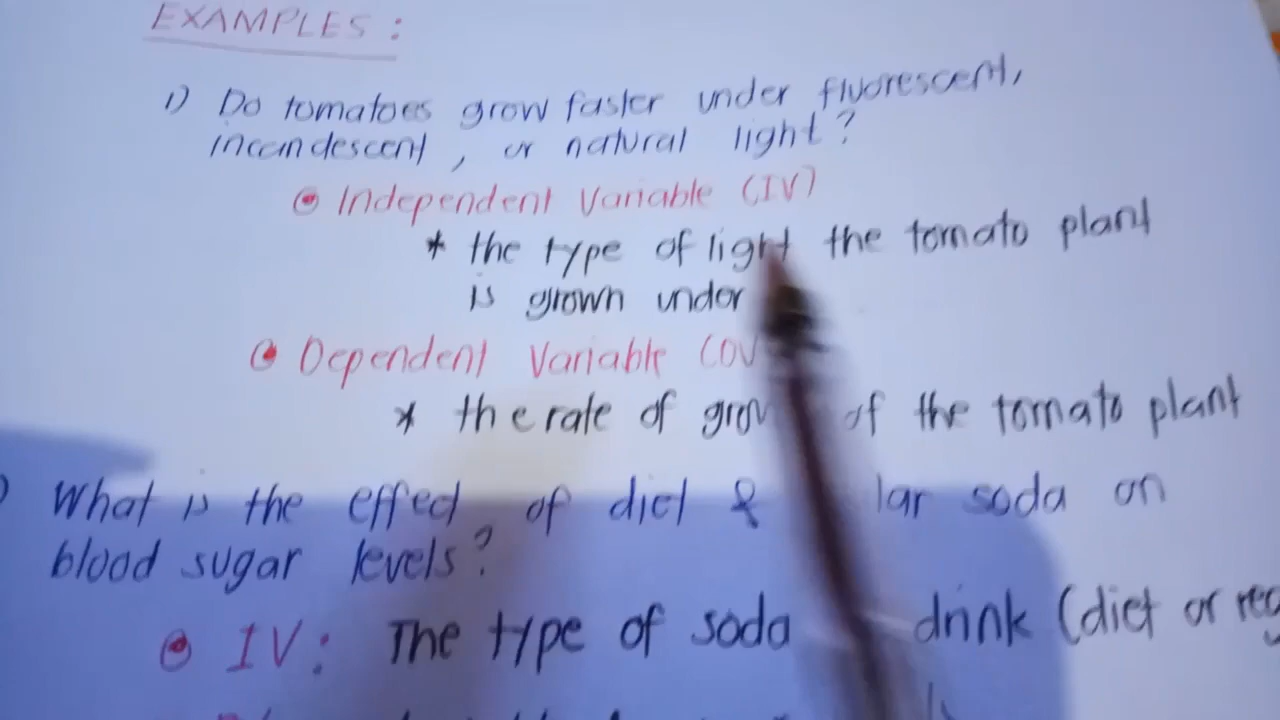 EXAMPLES:
1) Do tomatoes grow faster under fluorescent,
incandescent, or natural light?
Independent Variable (IV)
* the type of light the tomato plant
is grown under
Dependent Variable (DV
* the rate of of the tomato plant
What is the effect of diet & soda on
blood sugar levels?
IV: The type of soda drink (diet or